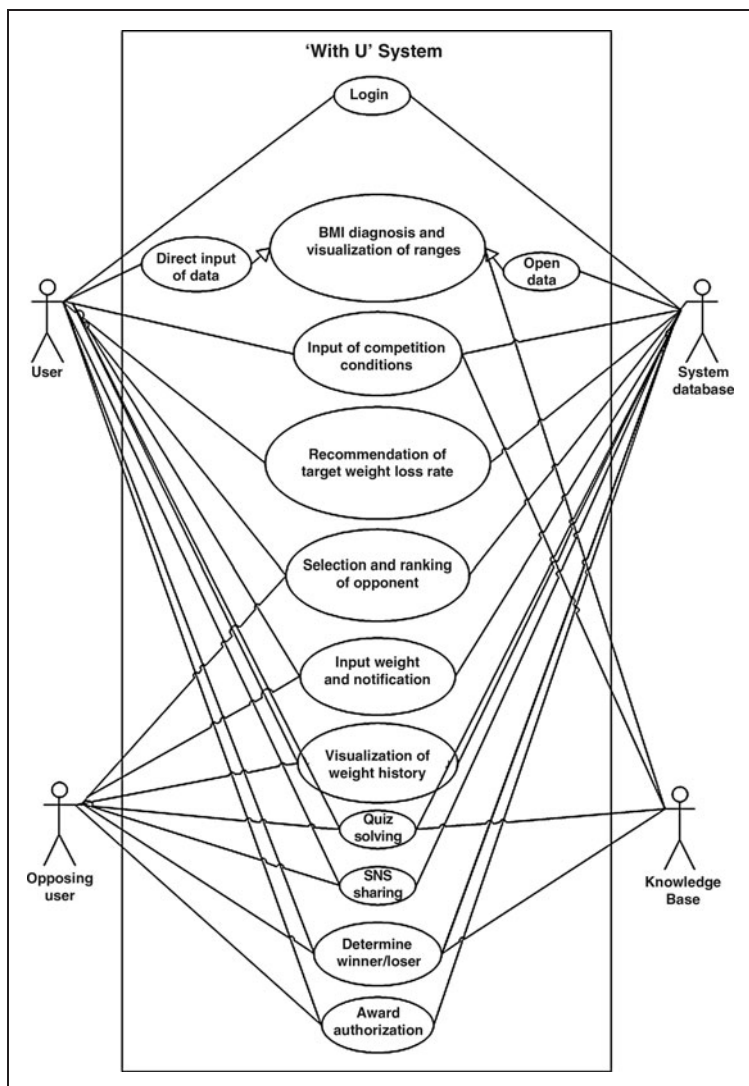 ‘With U’ System
Login
BMI diagnosis and
visualization of ranges
Direct input
of data
Open
data
User
System
database
Input of competition
conditions
Recommendation of
target weight loss rate
Selection and ranking
of opponent
Input weight
and notification
Visualization of
weight history
Quiz
solving
Opposing
user
Knowledge
Base
SNS
sharing
Determine
winner/loser
Award
authorization